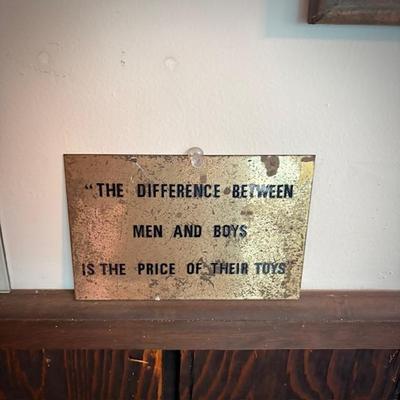 “THE DIFFERENCE BETWEEN
MEN AND BOYS
IS THE PRICE OF THEIR TOYS”